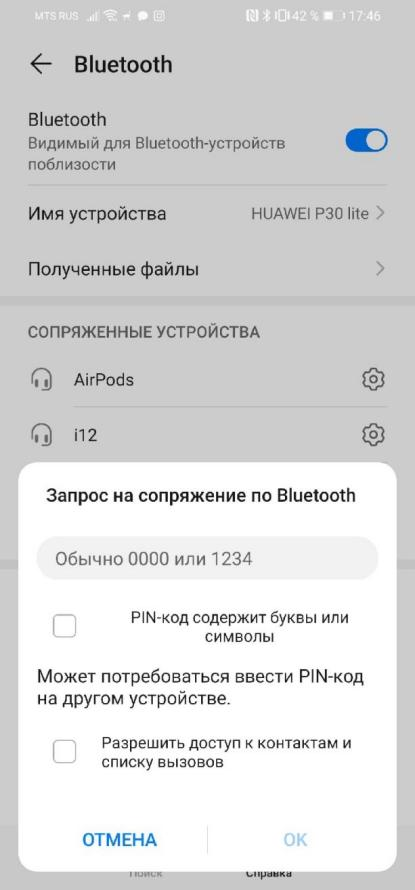 MTS RUS 42 % 17:46
Bluetooth
Bluetooth
Видимый для Bluetooth-устройств
поблизости
Имя устройства HUAWEI P30 lite
Полученные файлы
СОПРЯЖЕННЫЕ УСТРОЙСТВА
AirPods
i12
Запрос на сопряжение по Bluetooth
Обычно 0000 или 1234
PIN-код содержит буквы или
символы
Может потребоваться ввести PIN-код
на другом устройстве.
Разрешить доступ к контактам и
списку вызовов
ОТМЕНА ОК
Поиск Справка